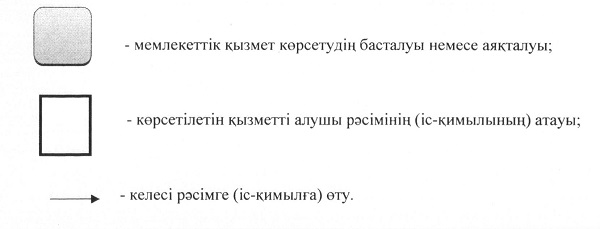 - мемлекеттік қызмет көрсетудің басталуы немесе аяқталуы;
- көрсетілетін қызметті алушы рәсімінің (іс-қимылының) атауы;
- келесі рәсімге (іс-қимылға) өту.